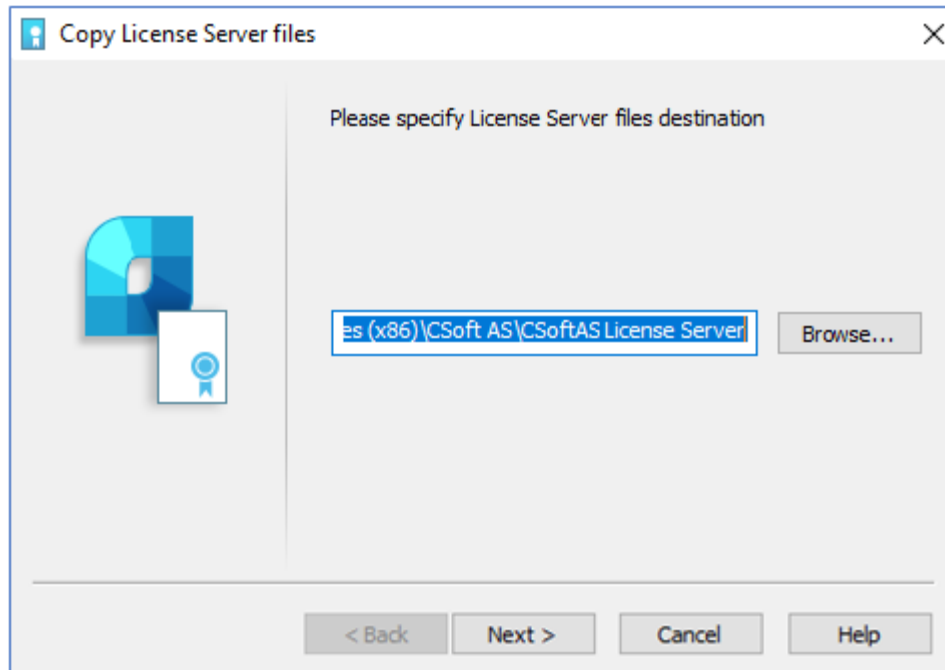 Copy License Server files
Please specify License Server files destination
es (x86)\CSoft AS\CSoftAS License Server
Browse...
< Back
Next >
Cancel
Help